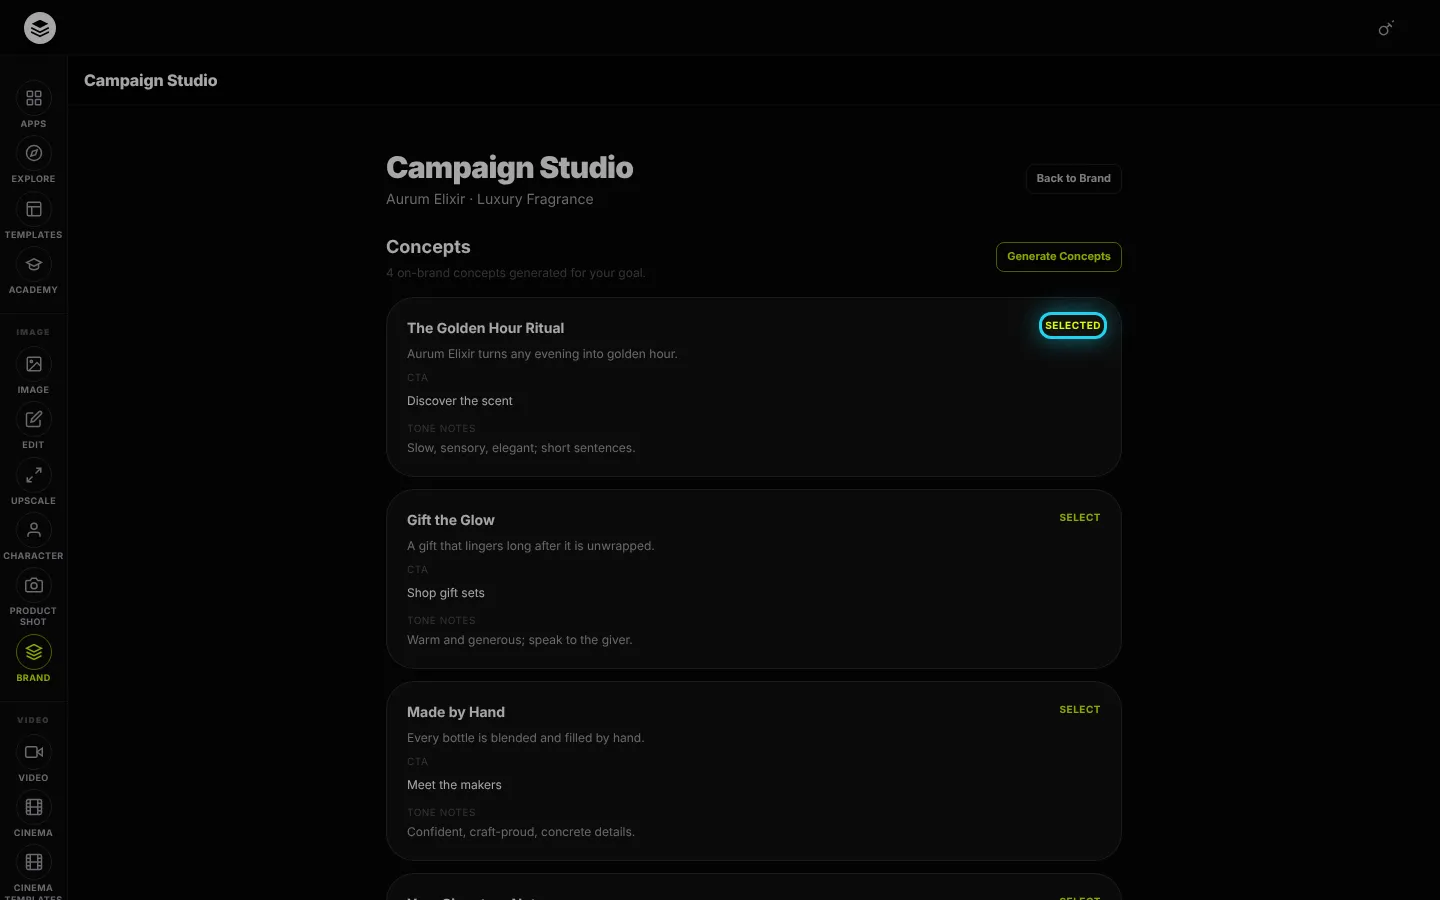 Campaign Studio
APPS
EXPLORE
TEMPLATES
ACADEMY
IMAGE
IMAGE
EDIT
UPSCALE
CHARACTER
PRODUCT
SHOT
BRAND
VIDEO
VIDEO
CINEMA
CINEMA
TEMPLATES
Campaign Studio
Aurum Elixir · Luxury Fragrance
Back to Brand
Concepts
4 on-brand concepts generated for your goal.
Generate Concepts
The Golden Hour Ritual
SELECTED
Aurum Elixir turns any evening into golden hour.
CTA
Discover the scent
TONE NOTES
Slow, sensory, elegant; short sentences.
Gift the Glow
SELECT
A gift that lingers long after it is unwrapped.
CTA
Shop gift sets
TONE NOTES
Warm and generous; speak to the giver.
Made by Hand
SELECT
Every bottle is blended and filled by hand.
CTA
Meet the makers
TONE NOTES
Confident, craft-proud, concrete details.
SELECT